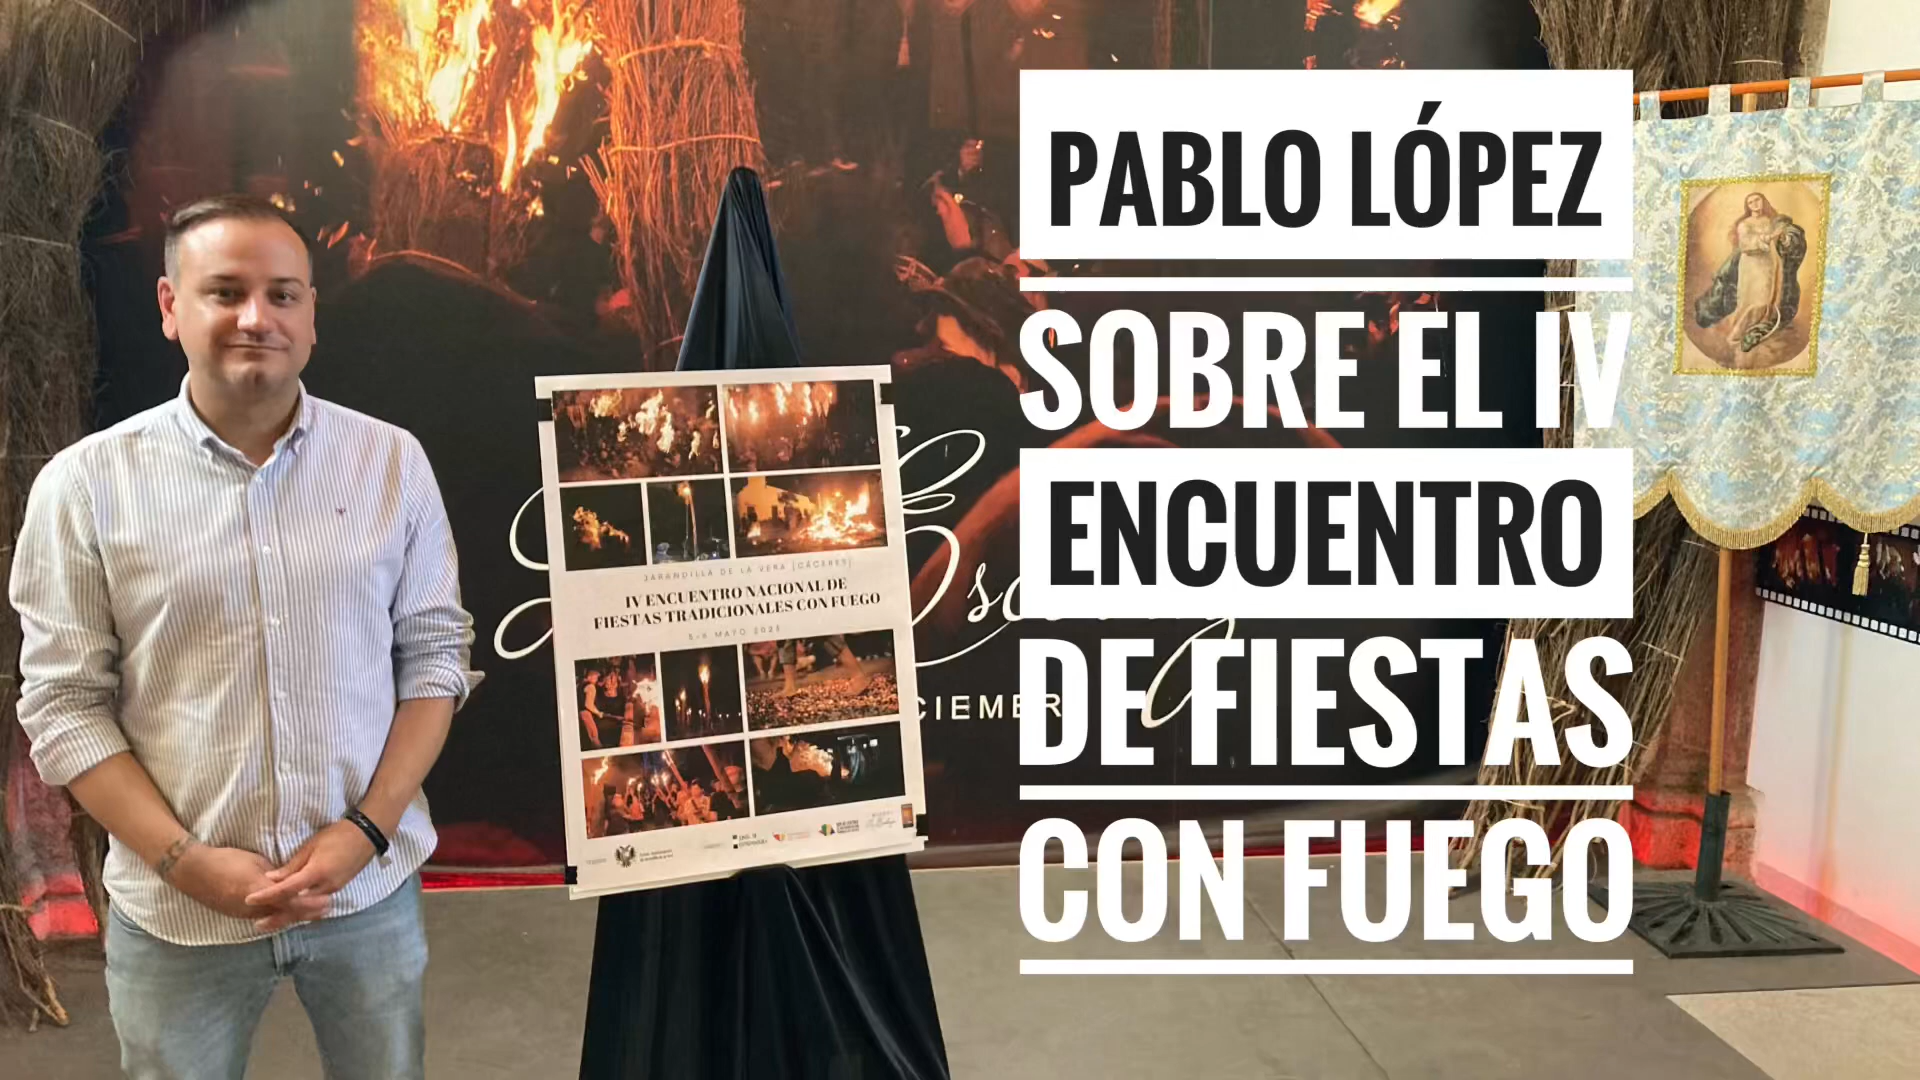 PABLO LÓPEZ
SOBRE EL IV
ENCUENTRO
DE FIESTAS
CON FUEGO
JARANDILLA DE LA VERA (CÁCERES)
IV ENCUENTRO NACIONAL DE
FIESTAS TRADICIONALES CON FUEGO
MAYO
CIEMBR